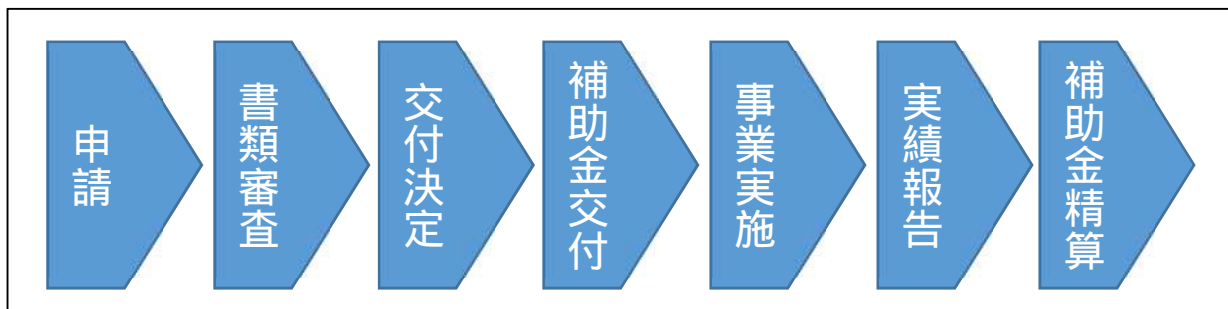 申請
書類審査
交付決定
補助金交付
事業実施
実績報告
補助金精算